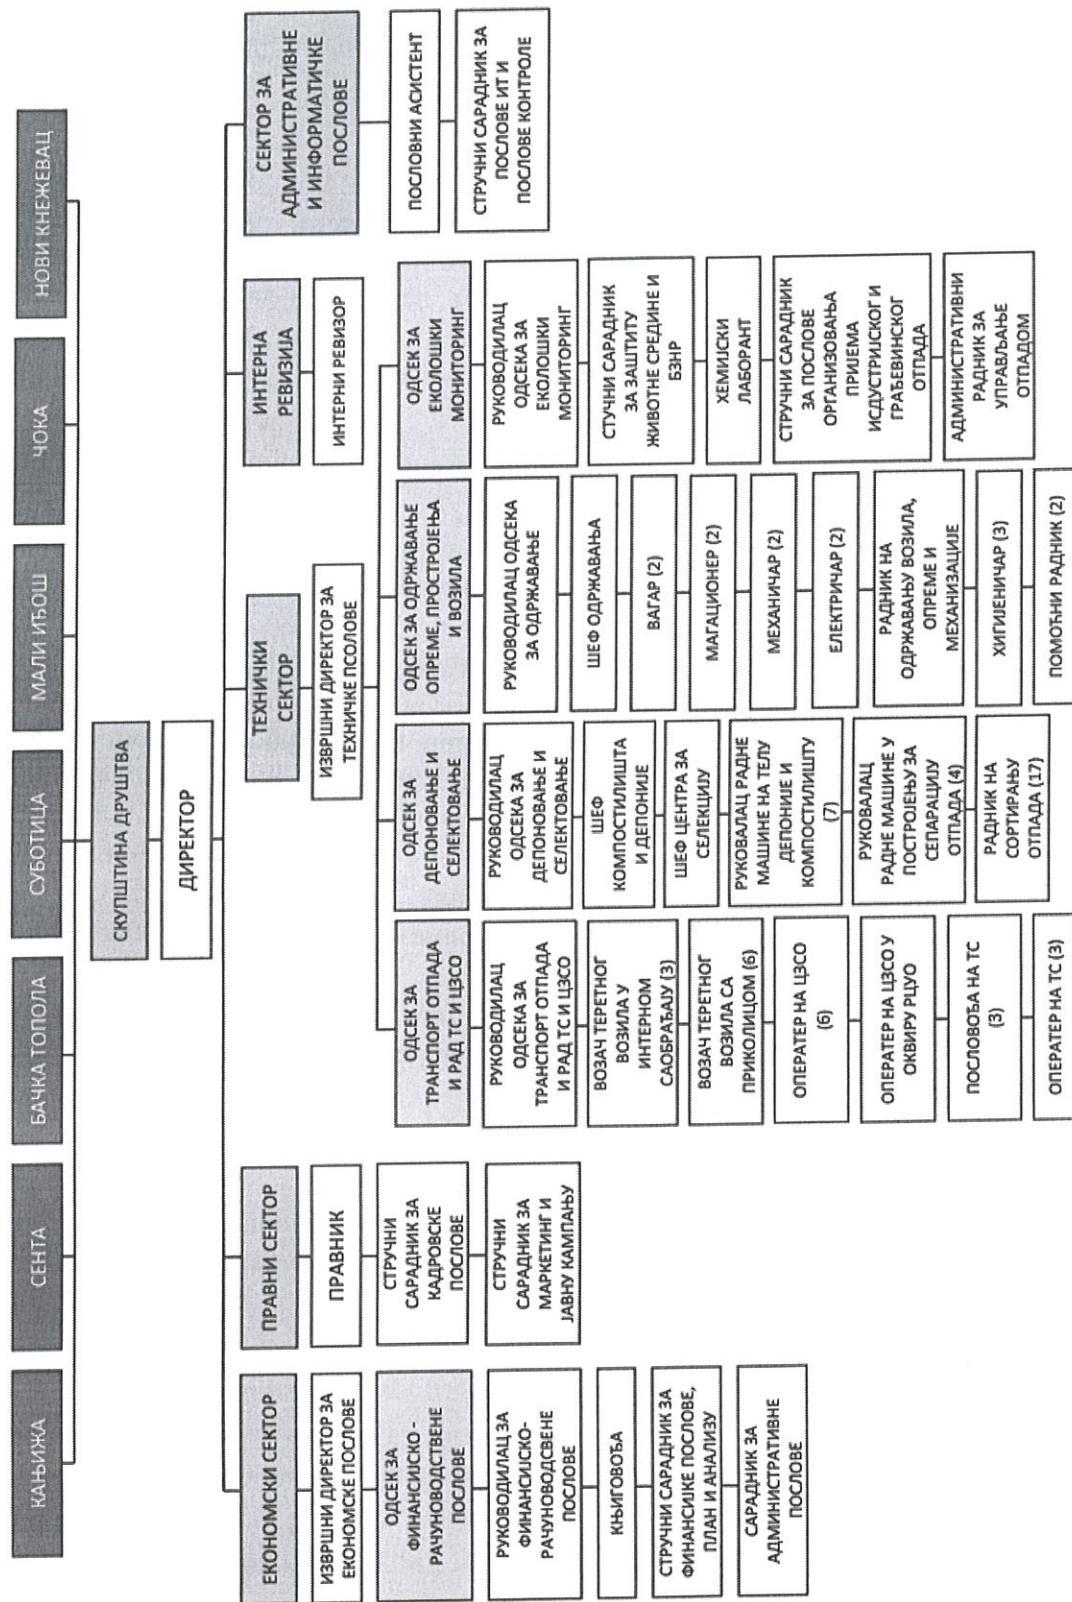 КАЊИЖА
СЕНТА
БАЧКА ТОПОЛА
СУБОТИЦА
МАЛИ ИЂОШ
ЧОКА
НОВИ КНЕЖЕВАЦ
СКУПШТИНА ДРУШТВА
ДИРЕКТОР
ЕКОНОМСКИ СЕКТОР
ИЗВРШНИ ДИРЕКТОР ЗА
ЕКОНОМСКЕ ПОСЛОВЕ
ОДСЕК ЗА
ФИНАНСИЈСКО -
РАЧУНОВОДСТВЕНЕ
ПОСЛОВЕ
РУКОВОДИЛАЦ ЗА
ФИНАНСИЈСКО-
РАЧУНОВОДСВЕНЕ
ПОСЛОВЕ
КЊИГОВОЂА
СТРУЧНИ САРАДНИК ЗА
ФИНАНСИЈКЕ ПОСЛОВЕ,
ПЛАН И АНАЛИЗУ
САРАДНИК ЗА
АДМИНИСТРАТИВНЕ
ПОСЛОВЕ
ПРАВНИ СЕКТОР
ПРАВНИК
СТРУЧНИ
САРАДНИК ЗА
КАДРОВСКЕ
ПОСЛОВЕ
СТРУЧНИ
САРАДНИК ЗА
МАРКЕТИНГ И
ЈАВНУ КАМПАЊУ
ТЕХНИЧКИ
СЕКТОР
ИЗВРШНИ ДИРЕКТОР ЗА
ТЕХНИЧКЕ ПСОЛОВЕ
ОДСЕК ЗА
ТРАНСПОРТ ОТПАДА
И РАД ТС И ЦЗСО
РУКОВОДИЛАЦ
ОДСЕКА ЗА
ТРАНСПОРТ ОТПАДА
И РАД ТС И ЦЗСО
ВОЗАЧ ТЕРЕТНОГ
ВОЗИЛА У
ИНТЕРНОМ
САОБРАЋАЈУ (3)
ВОЗАЧ ТЕРЕТНОГ
ВОЗИЛА СА
ПРИКОЛИЦОМ (6)
ОПЕРАТЕР НА ЦЗСО
(6)
ОПЕРАТЕР НА ЦЗСО У
ОКВИРУ РЦУО
ПОСЛОВОЂА НА ТС
(3)
ОПЕРАТЕР НА ТС (3)
ОДСЕК ЗА
ДЕПОНОВАЊЕ И
СЕЛЕКТОВАЊЕ
РУКОВОДИЛАЦ
ОДСЕКА ЗА
ДЕПОНОВАЊЕ И
СЕЛЕКТОВАЊЕ
ШЕФ
КОМПОСТИЛИШТА
И ДЕПОНИЈЕ
ШЕФ ЦЕНТРА ЗА
СЕЛЕКЦИЈУ
РУКОВАЛАЦ РАДНЕ
МАШИНЕ НА ТЕЛУ
ДЕПОНИЈЕ И
КОМПОСТИЛИШТУ
(7)
РУКОВАЛАЦ
РАДНЕ МАШИНЕ У
ПОСТРОЈЕЊУ ЗА
СЕПАРАЦИЈУ
ОТПАДА (4)
РАДНИК НА
СОРТИРАЊУ
ОТПАДА (17)
ОДСЕК ЗА ОДРЖАВАЊЕ
ОПРЕМЕ, ПРОСТРОЈЕЊА
И ВОЗИЛА
РУКОВОДИЛАЦ ОДСЕКА
ЗА ОДРЖАВАЊЕ
ШЕФ ОДРЖАВАЊА
ВАГАР (2)
МАГАЦИОНЕР (2)
МЕХАНИЧАР (2)
ЕЛЕКТРИЧАР (2)
РАДНИК НА
ОДРЖАВАЊУ ВОЗИЛА,
ОПРЕМЕ И
МЕХАНИЗАЦИЈЕ
ХИГИЈЕНИЧАР (3)
ПОМОЋНИ РАДНИК (2)
ОДСЕК ЗА
ЕКОЛОШКИ
МОНИТОРИНГ
РУКОВОДИЛАЦ
ОДСЕКА ЗА
ЕКОЛОШКИ
МОНИТОРИНГ
СТУЧНИ САРАДНИК
ЗА ЗАШТИТУ
ЖИВОТНЕ СРЕДИНЕ И
БЗНР
ХЕМИЈСКИ
ЛАБОРАНТ
СТРУЧНИ САРАДНИК
ЗА ПОСЛОВЕ
ОРГАНИЗОВАЊА
ПРИЈЕМА
ИСДУСТРИЈСКОГ И
ГРАЂЕВИНСКОГ
ОТПАДА
АДМИНИСТРАТИВНИ
РАДНИК ЗА
УПРАВЉАЊЕ
ОТПАДОМ
ИНТЕРНА
РЕВИЗИЈА
ИНТЕРНИ РЕВИЗОР
СЕКТОР ЗА
АДМИНИСТРАТИВНЕ
И ИНФОРМАТИЧКЕ
ПОСЛОВЕ
ПОСЛОВНИ АСИСТЕНТ
СТРУЧНИ САРАДНИК ЗА
ПОСЛОВЕ ИТ И
ПОСЛОВЕ КОНТРОЛЕ